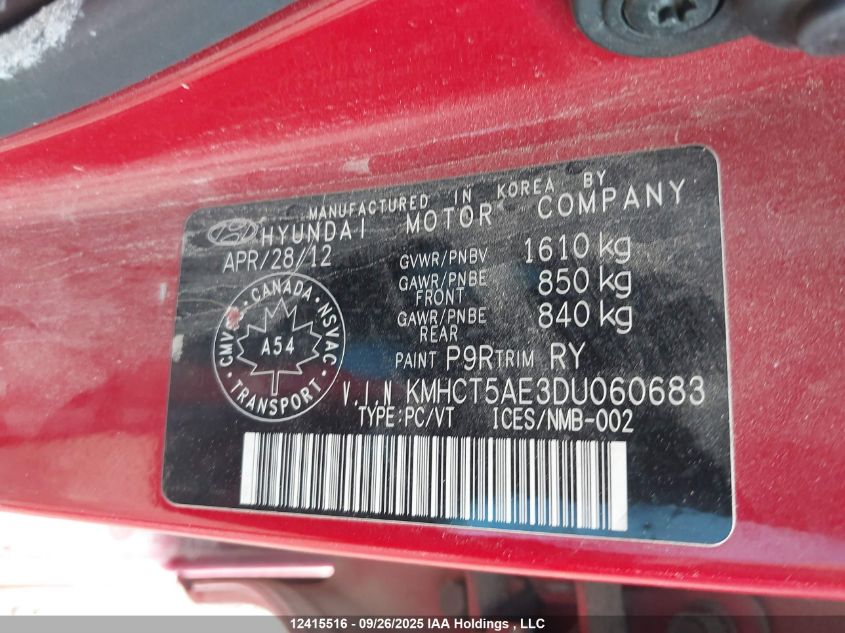 MANUFACTURED IN KOREA BY
HYUNDAI MOTOR COMPANY
APR/28/12
GVWR/PNBV 1610 kg
GAWR/PNBE FRONT 850 kg
GAWR/PNBE REAR 840 kg
CMV · CANADA · NSVAC
A54
TRANSPORT
PAINT P9R TRIM RY
V.I.N KMHCT5AE3DU060683
TYPE:PC/VT ICES/NMB-002
12415516 - 09/26/2025 IAA Holdings , LLC